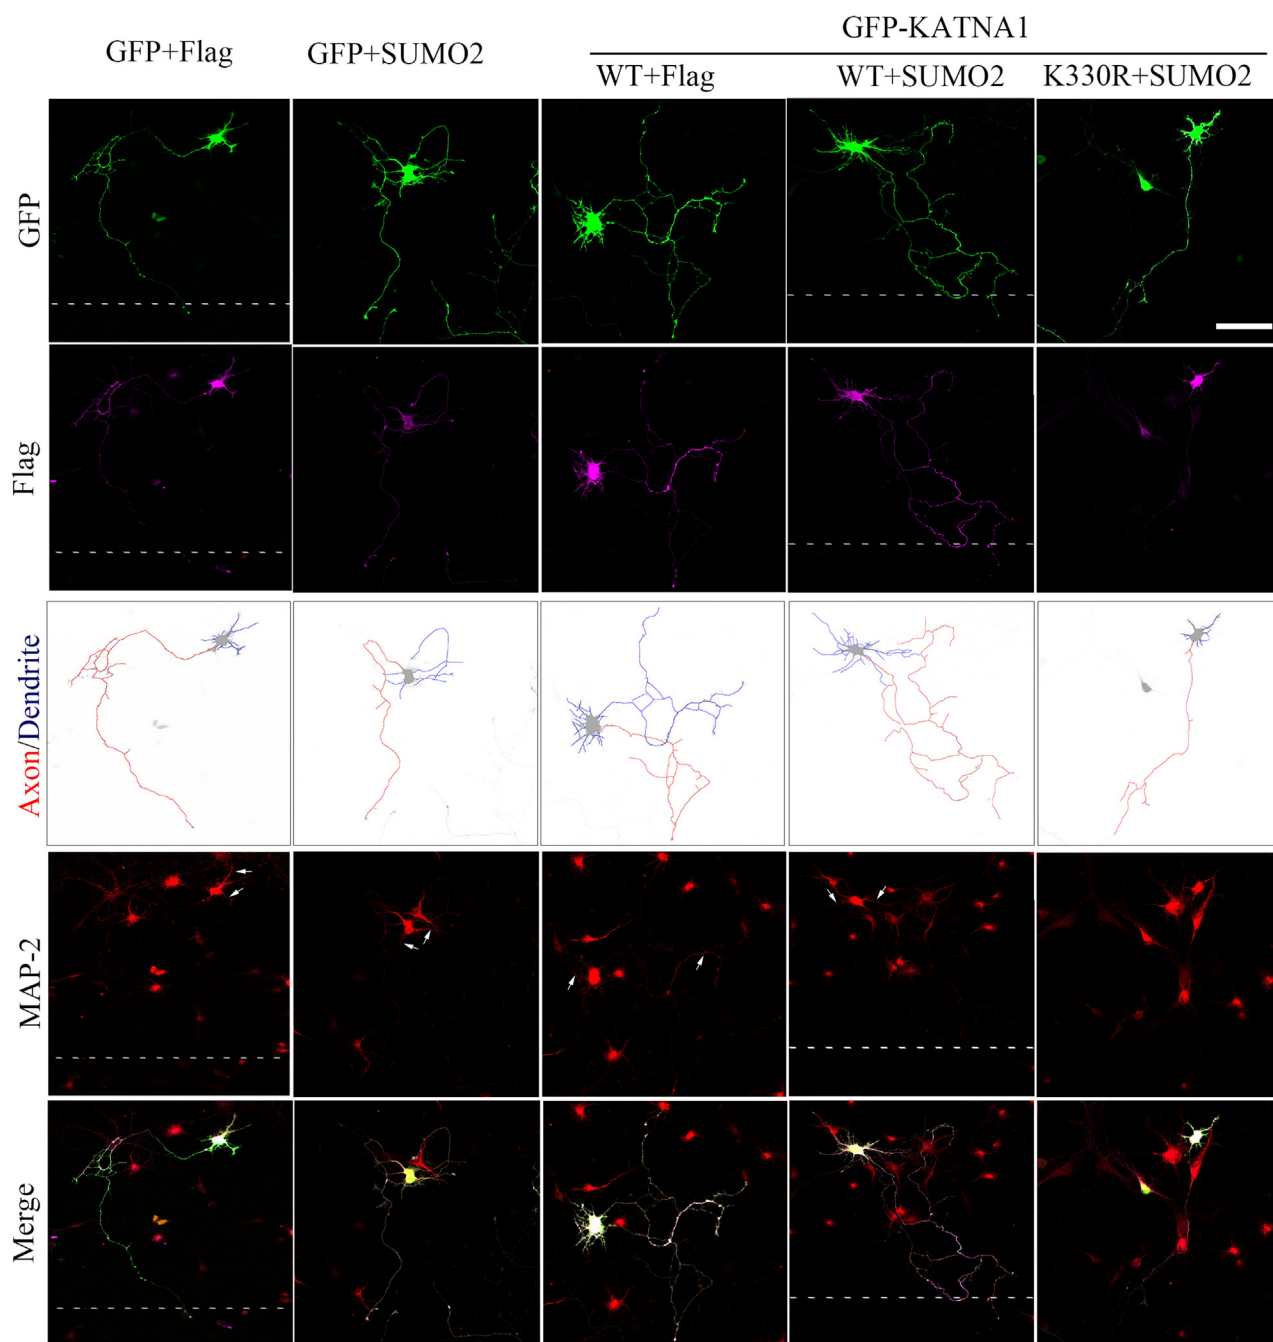 GFP-KATNA1
GFP+Flag
GFP+SUMO2
WT+Flag
WT+SUMO2
K330R+SUMO2
GFP
Flag
Axon/Dendrite
MAP-2
Merge